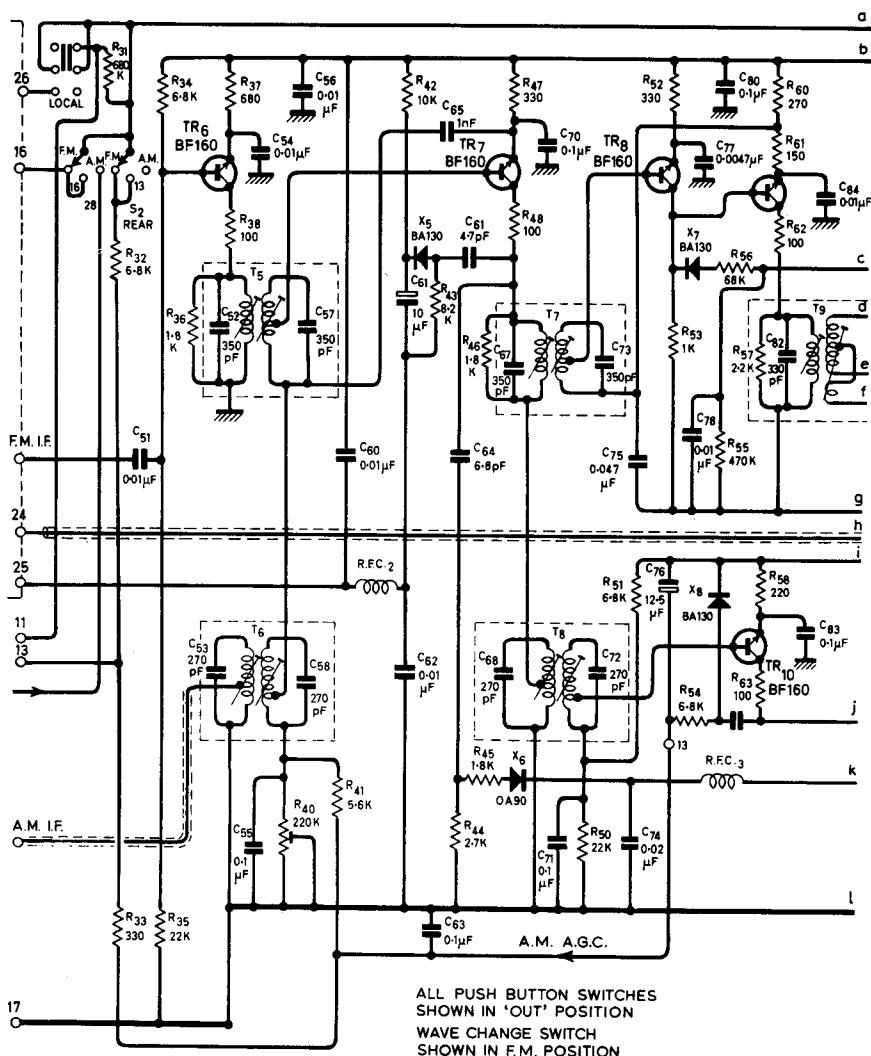 a
R31
680
K
26
LOCAL
b
R34
6·8K
R37
680
C56
0·01
µF
R42
10K
C65
1nF
R47
330
R52
330
C80
0·1µF
R60
270
TR6
BF160
C54
0·01µF
TR7
BF160
C70
0·1µF
TR8
BF160
C77
0·0047µF
R61
150
16
F.M.
A.M.
F.M.
A.M.
16
28
13
S2
REAR
C84
0·01µF
R38
100
R48
100
R62
100
R32
6·8K
X5
BA130
C61
4·7pF
X7
BA130
R56
68K
c
T5
R36
1·8
K
C52
350
pF
C57
350
pF
C61
10
µF
R43
8·2
K
R46
1·8
K
C67
350
pF
T7
C73
350pF
R53
1K
T9
R57
2·2K
C82
330
pF
d
e
f
F.M. I.F.
C51
0·01µF
C60
0·01µF
C64
6·8pF
C75
0·047
µF
C78
0·01
µF
R55
470K
g
24
h
25
R.F.C.2
i
R51
6·8K
C76
12·5
µF
X8
BA130
R58
220
11
13
C53
270
pF
T6
C58
270
pF
C62
0·01
µF
C68
270
pF
T8
C72
270
pF
TR10
BF160
C83
0·1µF
R54
6·8K
R63
100
j
13
R45
1·8K
X6
OA90
R.F.C.3
k
A.M. I.F.
C55
0·1
µF
R40
220K
R41
5·6K
R44
2·7K
C71
0·1
µF
R50
22K
C74
0·02
µF
l
R33
330
R35
22K
C63
0·1µF
A.M. A.G.C.
17
ALL PUSH BUTTON SWITCHES
SHOWN IN 'OUT' POSITION
WAVE CHANGE SWITCH
SHOWN IN F.M. POSITION